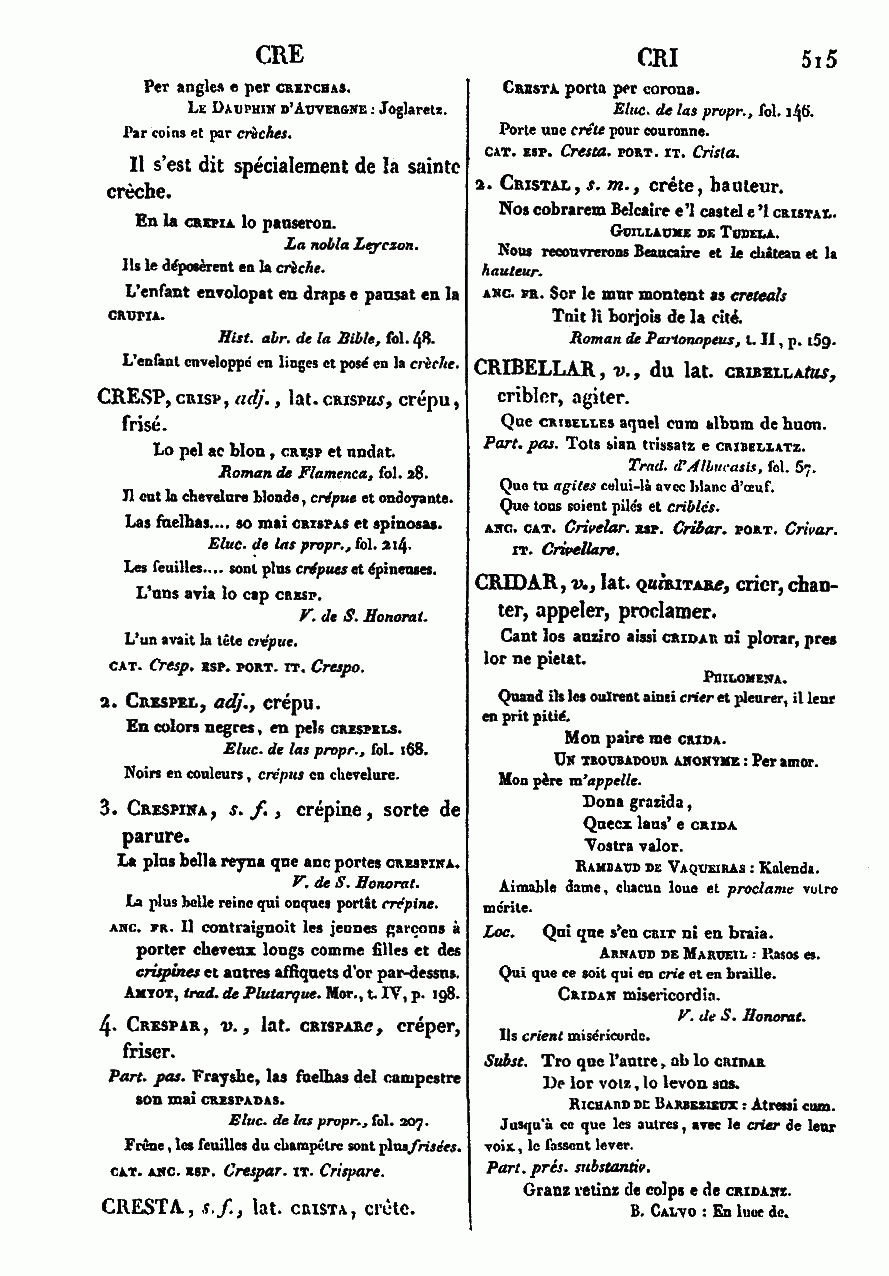 CRE
Per angles e per CREPCHAS.
LE DAUPHIN D'AUVERGNE : Joglaretz.
Par coins et par crèches.
Il s'est dit spécialement de la sainte
crèche.
En la CREPIA lo pauseron.
La nobla Leyczon.
Ils le déposèrent en la crèche.
L'enfant envolopat en draps e pausat en la
CRUPIA.
Hist. abr. de la Bible, fol. 48.
L'enfant enveloppé en linges et posé en la crèche.
CRESP, CRISP, adj., lat. CRISPus, crépu,
frisé.
Lo pel ac blon, CRESP et undat.
Roman de Flamenca, fol. 28.
Il eut la chevelure blonde, crépue et ondoyante.
Las fuelhas.... so mai CRISPAS et spinosas.
Eluc. de las propr., fol. 214.
Les feuilles.... sont plus crépues et épineuses.
L'uns avia lo cap CRESP.
V. de S. Honorat.
L'un avait la tête crépue.
CAT. Cresp. ESP. PORT. IT. Crespo.
2. CRESPEL, adj., crépu.
En colors negres, en pels CRESPELS.
Eluc. de las propr., fol. 168.
Noirs en couleurs, crépus en chevelure.
3. CRESPINA, s. f., crépine, sorte de
parure.
La plus bella reyna que anc portes CRESPINA.
V. de S. Honorat.
La plus belle reine qui onques portât crépine.
ANC. FR. Il contraignoit les jeunes garçons à
porter cheveux longs comme filles et des
crispines et autres affiquets d'or par-dessus.
AMYOT, trad. de Plutarque. Mor., t. IV, p. 198.
4. CRESPAR, v., lat. CRISPARe, créper,
friser.
Part. pas. Frayshe, las fuelhas del campestre
son mai CRESPADAS.
Eluc. de las propr., fol. 207.
Frêne, les feuilles du champêtre sont plus frisées.
CAT. ANC. ESP. Crespar. IT. Crispare.
CRESTA, s. f., lat. CRISTA, crête.
CRI 515
CRESTA porta per corona.
Eluc. de las propr., fol. 146.
Porte une crête pour couronne.
CAT. ESP. Cresta. PORT. IT. Crista.
2. CRISTAL, s. m., crête, hauteur.
Nos cobrarem Belcaire e'l castel e'l CRISTAL.
GUILLAUME DE TUDELA.
Nous recouvrerons Beaucaire et le château et la
hauteur.
ANC. FR. Sor le mur montent as creteals
Tuit li borjois de la cité.
Roman de Partonopeus, t. II, p. 159.
CRIBELLAR, v., du lat. CRIBELLAtus,
cribler, agiter.
Que CRIBELLES aquel cum album de huou.
Part. pas. Tots sian trissatz e CRIBELLATZ.
Trad. d'Albucasis, fol. 57.
Que tu agites celui-là avec blanc d'œuf.
Que tous soient pilés et criblés.
ANC. CAT. Crivelar. ESP. Cribar. PORT. Crivar.
IT. Crivellare.
CRIDAR, v., lat. QUIRITARe, crier, chan-
ter, appeler, proclamer.
Cant los auziro aissi CRIDAR ni plorar, pres
lor ne pietat.
PHILOMENA.
Quand ils les ouïrent ainsi crier et pleurer, il leur
en prit pitié.
Mon paire me CRIDA.
UN TROUBADOUR ANONYME : Per amor.
Mon père m'appelle.
Dona grazida,
Quecx laus' e CRIDA
Vostra valor.
RAMBAUD DE VAQUEIRAS : Kalenda.
Aimable dame, chacun loue et proclame votre
mérite.
Loc. Qui que s'en CRIT ni en braia.
ARNAUD DE MARUEIL : Rasos es.
Qui que ce soit qui en crie et en braille.
CRIDAN misericordia.
V. de S. Honorat.
Ils crient miséricorde.
Subst. Tro que l'autre, ab lo CRIDAR
De lor votz, lo levon sus.
RICHARD DE BARBEZIEUX : Atressi cum.
Jusqu'à ce que les autres, avec le crier de leur
voix, le fassent lever.
Part. prés. substantiv.
Granz retinz de colps e de CRIDANZ.
B. CALVO : En luoc de.